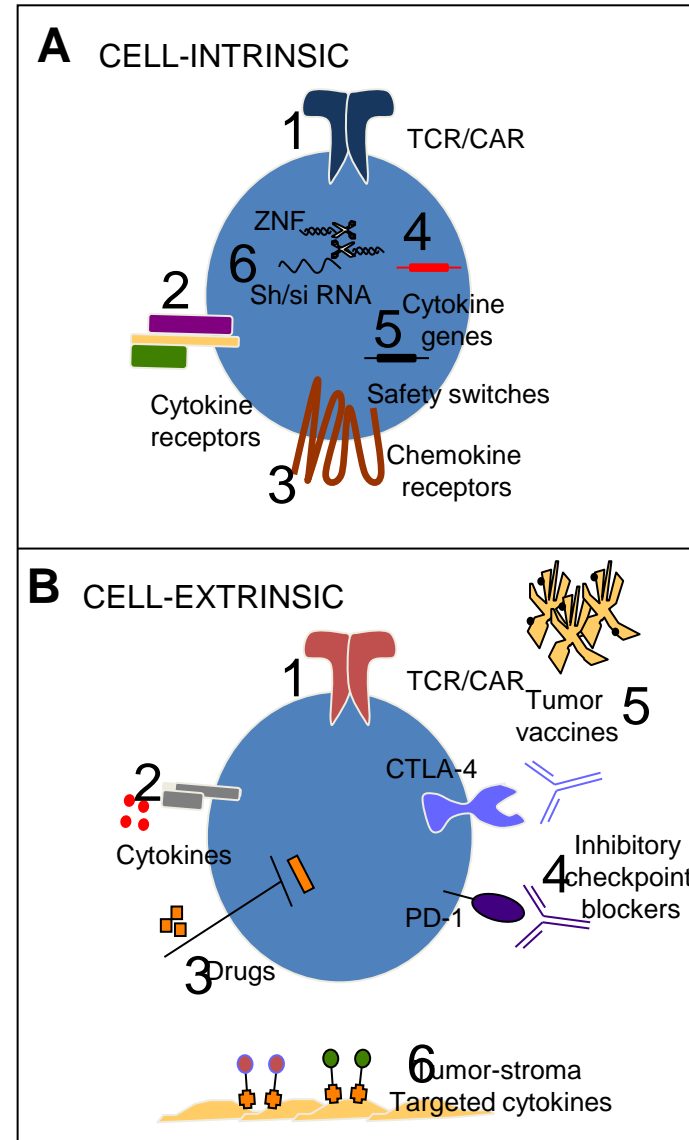 A CELL-INTRINSIC
1
TCR/CAR
ZNF
4
6
Sh/si RNA
2
Cytokine
genes
5
Safety switches
Cytokine
receptors
Chemokine
receptors
3
B CELL-EXTRINSIC
1
TCR/CAR
Tumor
vaccines
5
CTLA-4
2
Cytokines
Inhibitory
checkpoint
blockers
4
PD-1
3
Drugs
6
Tumor-stroma
Targeted cytokines